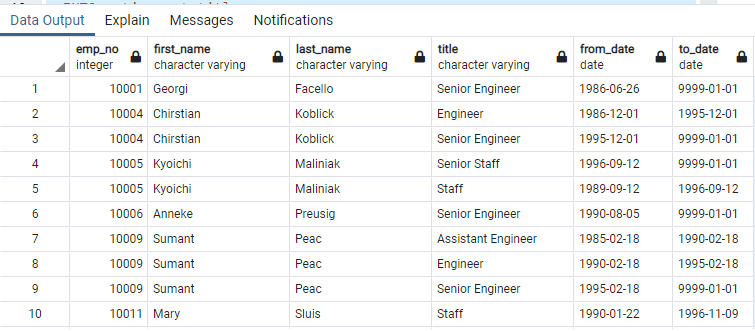 Data Output Explain Messages Notifications
emp_no first_name last_name title from_date to_date
integer character varying character varying character varying date date
1 10001 Georgi Facello Senior Engineer 1986-06-26 9999-01-01
2 10004 Chirstian Koblick Engineer 1986-12-01 1995-12-01
3 10004 Chirstian Koblick Senior Engineer 1995-12-01 9999-01-01
4 10005 Kyoichi Maliniak Senior Staff 1996-09-12 9999-01-01
5 10005 Kyoichi Maliniak Staff 1989-09-12 1996-09-12
6 10006 Anneke Preusig Senior Engineer 1990-08-05 9999-01-01
7 10009 Sumant Peac Assistant Engineer 1985-02-18 1990-02-18
8 10009 Sumant Peac Engineer 1990-02-18 1995-02-18
9 10009 Sumant Peac Senior Engineer 1995-02-18 9999-01-01
10 10011 Mary Sluis Staff 1990-01-22 1996-11-09